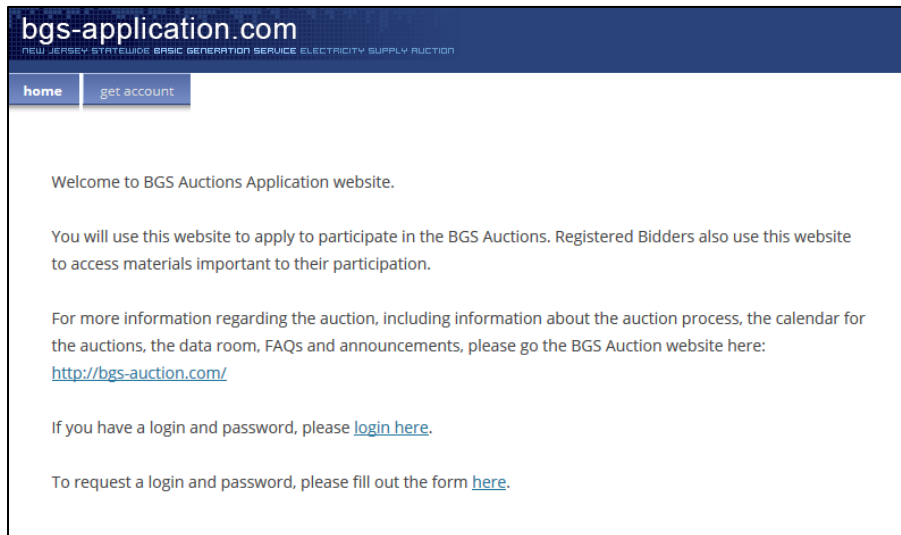 bgs-application.com
NEW JERSEY STATEWIDE BASIC GENERATION SERVICE ELECTRICITY SUPPLY AUCTION
home get account
Welcome to BGS Auctions Application website.
You will use this website to apply to participate in the BGS Auctions. Registered Bidders also use this website
to access materials important to their participation.
For more information regarding the auction, including information about the auction process, the calendar for
the auctions, the data room, FAQs and announcements, please go the BGS Auction website here:
http://bgs-auction.com/
If you have a login and password, please login here.
To request a login and password, please fill out the form here.